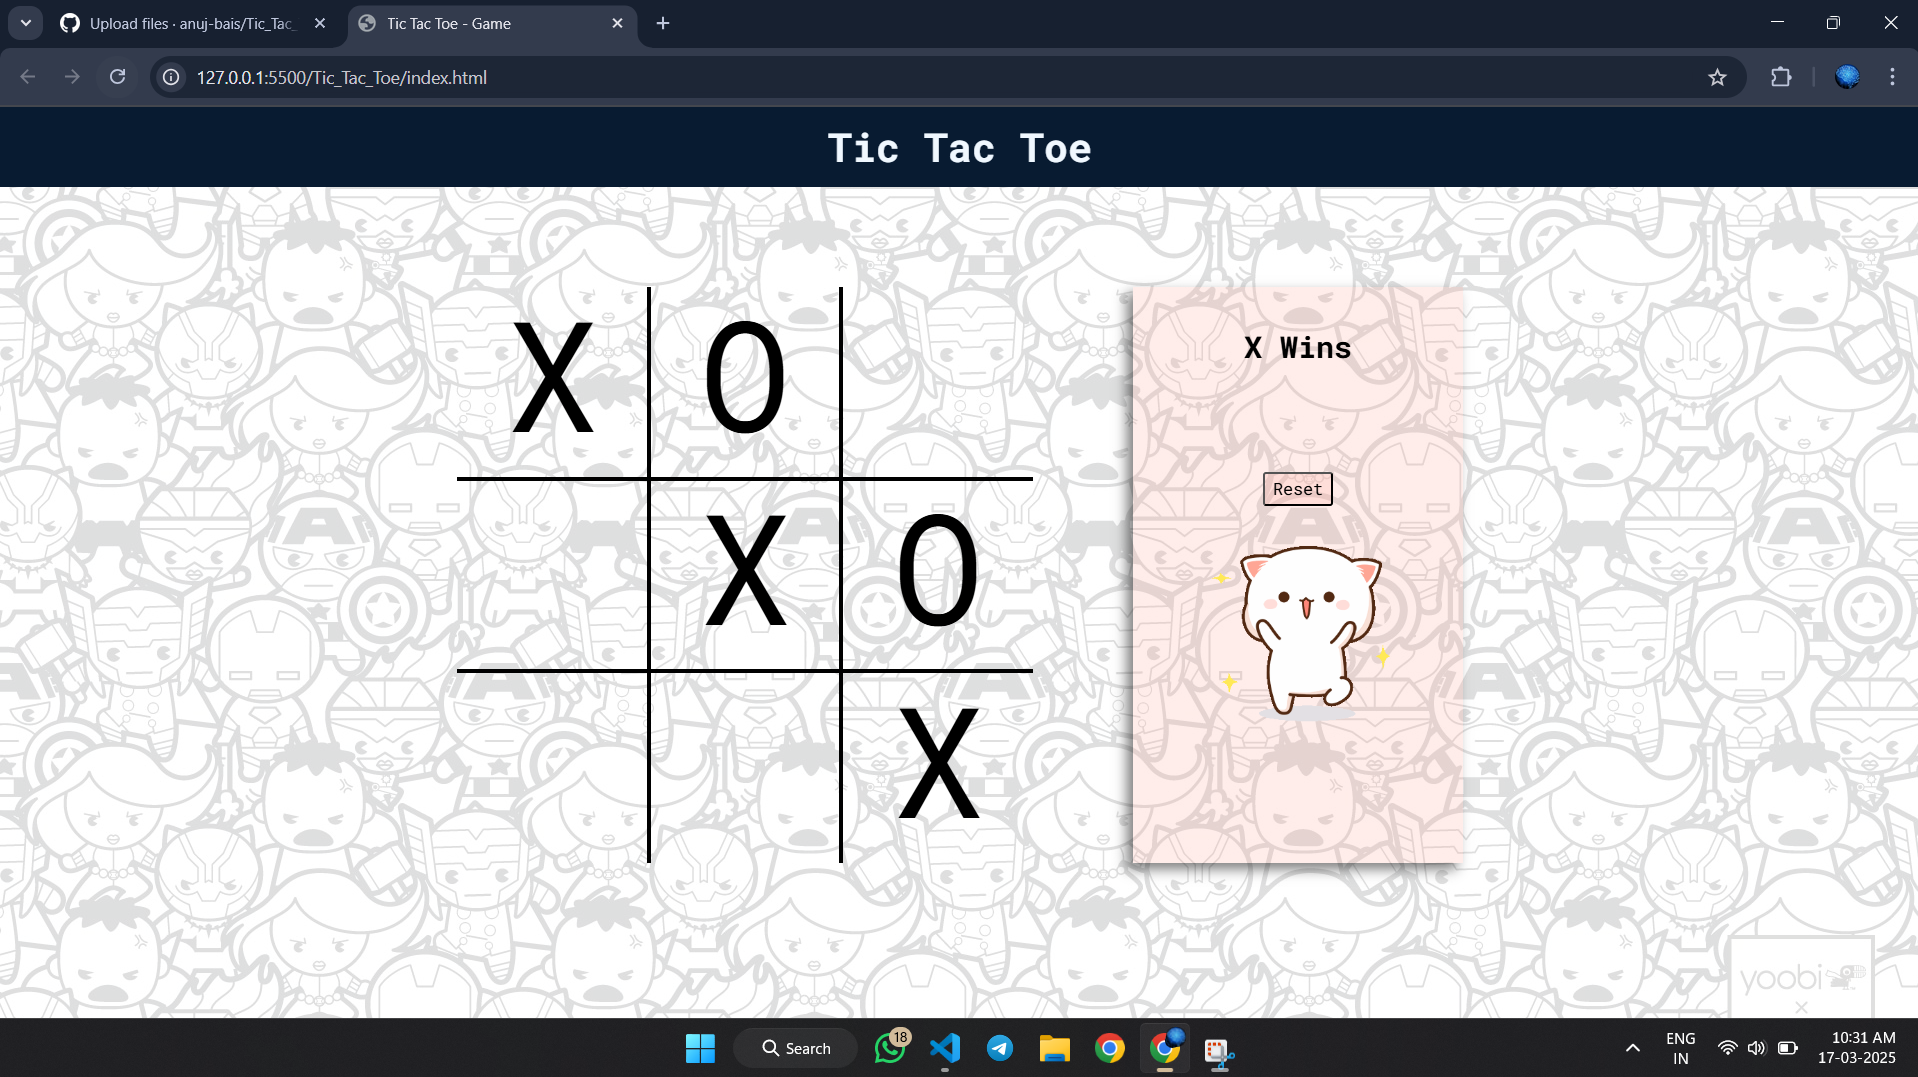 Upload files · anuj-bais/Tic_Tac_
Tic Tac Toe - Game
127.0.0.1:5500/Tic_Tac_Toe/index.html
Tic Tac Toe
X O
X O
X
X Wins
Reset
yoobi
x
Search
18
ENG
IN
10:31 AM
17-03-2025